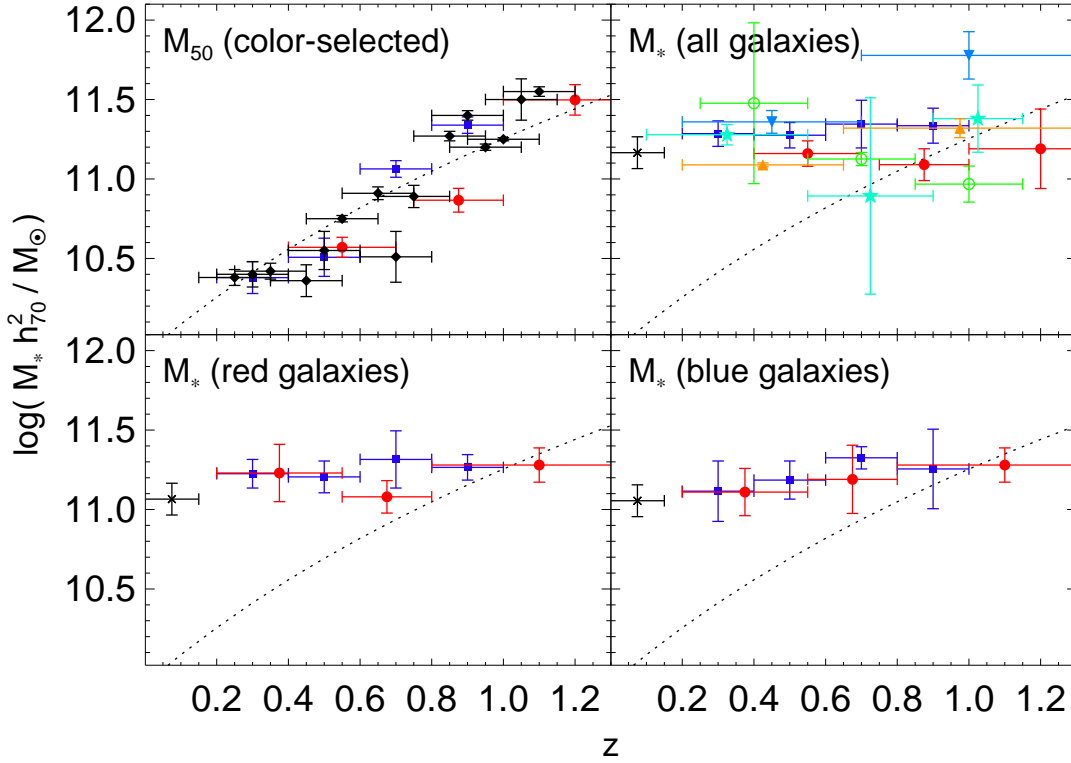 M50 (color-selected)
M* (all galaxies)
12.0
11.5
11.0
10.5
M* (red galaxies)
M* (blue galaxies)
12.0
11.5
11.0
10.5
log( M* h70^2 / M⊙ )
0.2 0.4 0.6 0.8 1.0 1.2
0.2 0.4 0.6 0.8 1.0 1.2
z